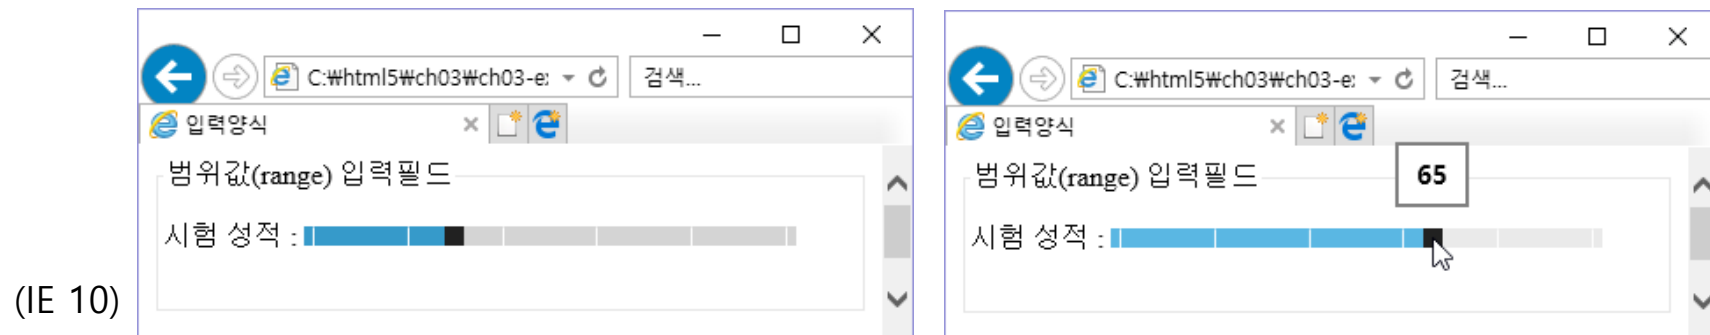 C:₩html5₩ch03₩ch03-e: 검색...
입력양식
범위값(range) 입력필드
시험 성적 :
C:₩html5₩ch03₩ch03-e: 검색...
입력양식
범위값(range) 입력필드
65
시험 성적 :
(IE 10)